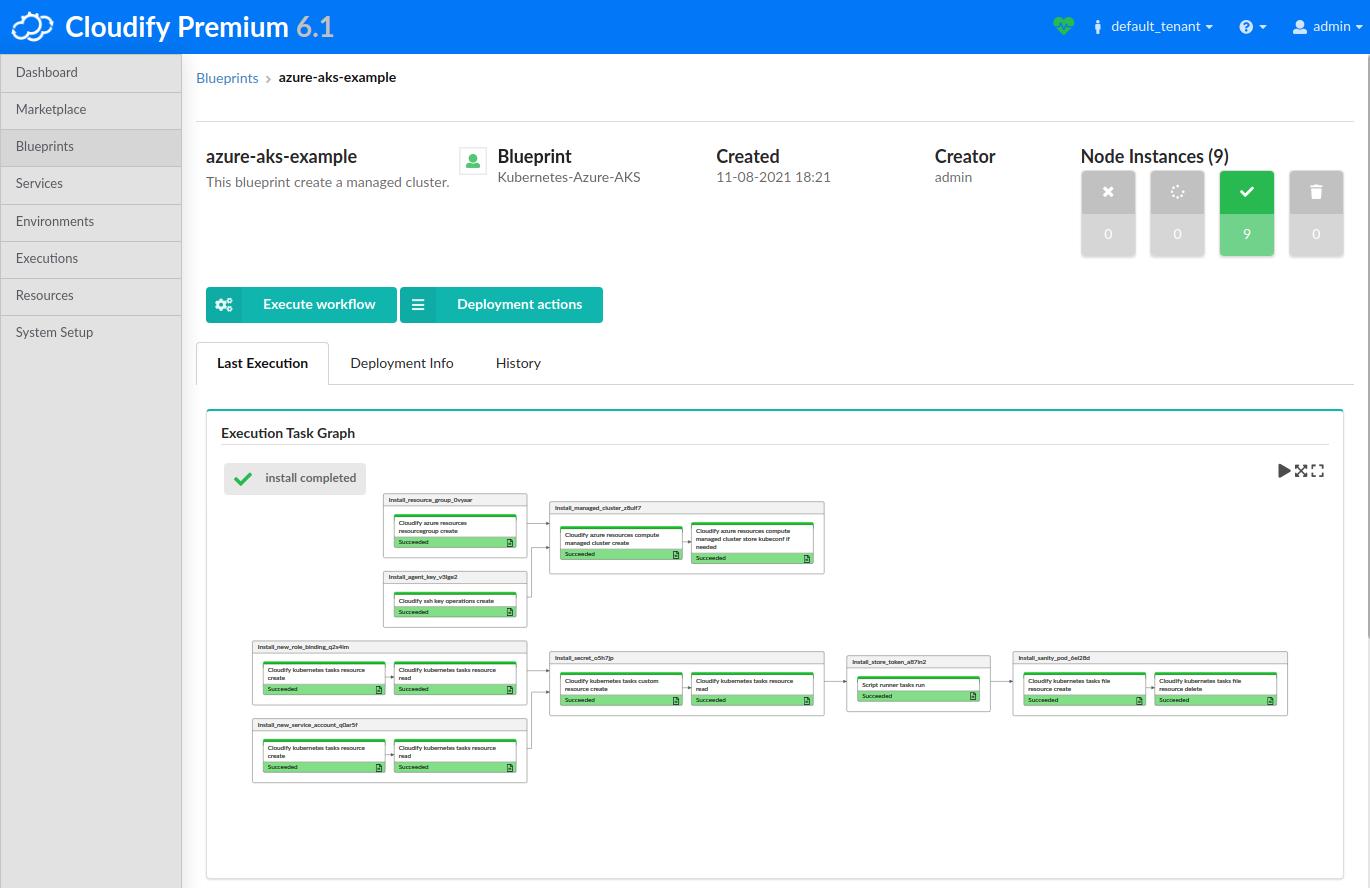 Cloudify Premium 6.1
default_tenant
admin
Dashboard
Marketplace
Blueprints
Services
Environments
Executions
Resources
System Setup
Blueprints › azure-aks-example
azure-aks-example
This blueprint create a managed cluster.
Blueprint
Kubernetes-Azure-AKS
Created
11-08-2021 18:21
Creator
admin
Node Instances (9)
0
0
9
0
Execute workflow
Deployment actions
Last Execution
Deployment Info
History
Execution Task Graph
install completed
Install_resource_group_0vyaar
Cloudify azure resources
resourcegroup create
Succeeded
Install_managed_cluster_z8ulf7
Cloudify azure resources compute
managed cluster create
Succeeded
Cloudify azure resources compute
managed cluster store kubeconf if
needed
Succeeded
Install_agent_key_v3lge2
Cloudify ssh key operations create
Succeeded
Install_new_role_binding_q2s4im
Cloudify kubernetes tasks resource
create
Succeeded
Cloudify kubernetes tasks resource
read
Succeeded
Install_secret_o5h7jp
Cloudify kubernetes tasks custom
resource create
Succeeded
Cloudify kubernetes tasks resource
read
Succeeded
Install_store_token_a87in2
Script runner tasks run
Succeeded
Install_sanity_pod_6el28d
Cloudify kubernetes tasks file
resource create
Succeeded
Cloudify kubernetes tasks file
resource delete
Succeeded
Install_new_service_account_q0ar5f
Cloudify kubernetes tasks resource
create
Succeeded
Cloudify kubernetes tasks resource
read
Succeeded